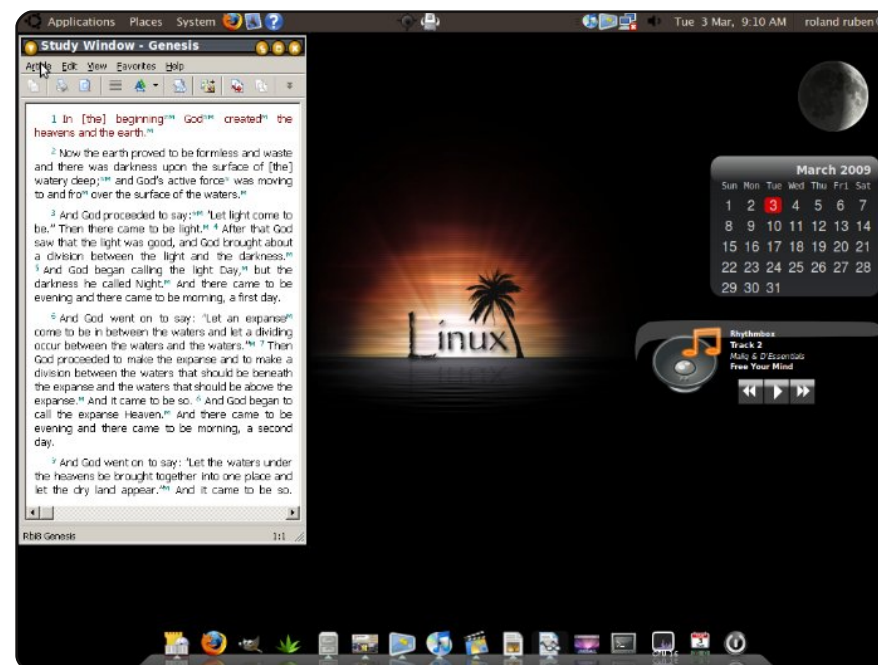 Applications Places System
Tue 3 Mar, 9:10 AM roland ruben
Study Window - Genesis
Article Edit View Favorites Help
1 In [the] beginning God created the
heavens and the earth.
2 Now the earth proved to be formless and waste
and there was darkness upon the surface of [the]
watery deep; and God's active force was moving
to and fro over the surface of the waters.
3 And God proceeded to say: "Let light come to
be." Then there came to be light. 4 After that God
saw that the light was good, and God brought about
a division between the light and the darkness.
5 And God began calling the light Day, but the
darkness he called Night. And there came to be
evening and there came to be morning, a first day.
6 And God went on to say: "Let an expanse
come to be in between the waters and let a dividing
occur between the waters and the waters." 7 Then
God proceeded to make the expanse and to make a
division between the waters that should be beneath
the expanse and the waters that should be above the
expanse. And it came to be so. 8 And God began to
call the expanse Heaven. And there came to be
evening and there came to be morning, a second
day.
9 And God went on to say: "Let the waters under
the heavens be brought together into one place and
let the dry land appear." And it came to be so.
Rbi8 Genesis 1:1
Linux
March 2009
Sun Mon Tue Wed Thu Fri Sat
1 2 3 4 5 6 7
8 9 10 11 12 13 14
15 16 17 18 19 20 21
22 23 24 25 26 27 28
29 30 31
Rhythmbox
Track 2
Maliq & D'Essentials
Free Your Mind